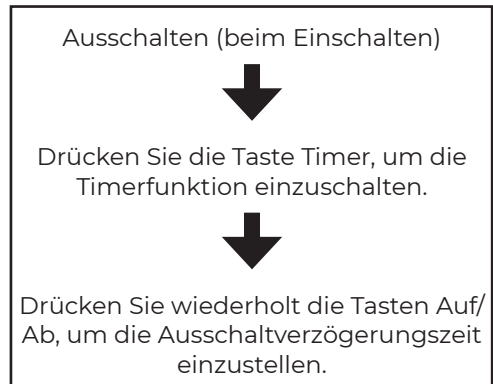 Ausschalten (beim Einschalten)
Drücken Sie die Taste Timer, um die
Timerfunktion einzuschalten.
Drücken Sie wiederholt die Tasten Auf/
Ab, um die Ausschaltverzögerungszeit
einzustellen.